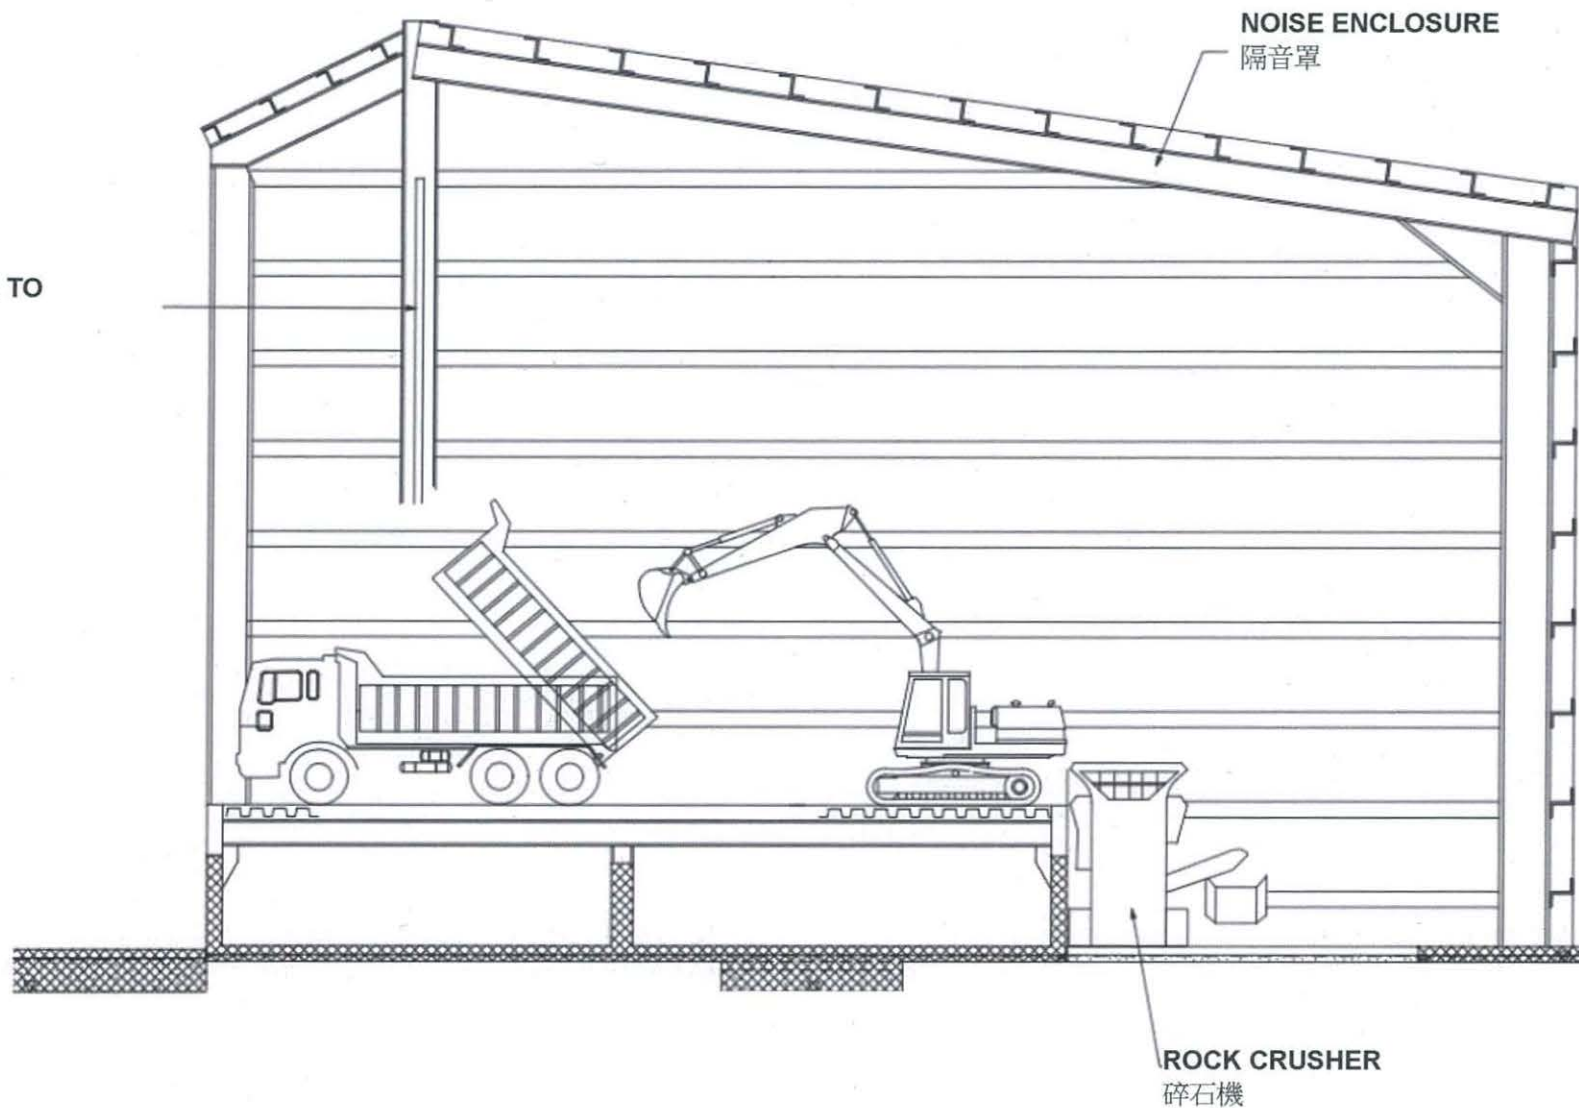 NOISE ENCLOSURE
隔音罩
TO
ROCK CRUSHER
碎石機